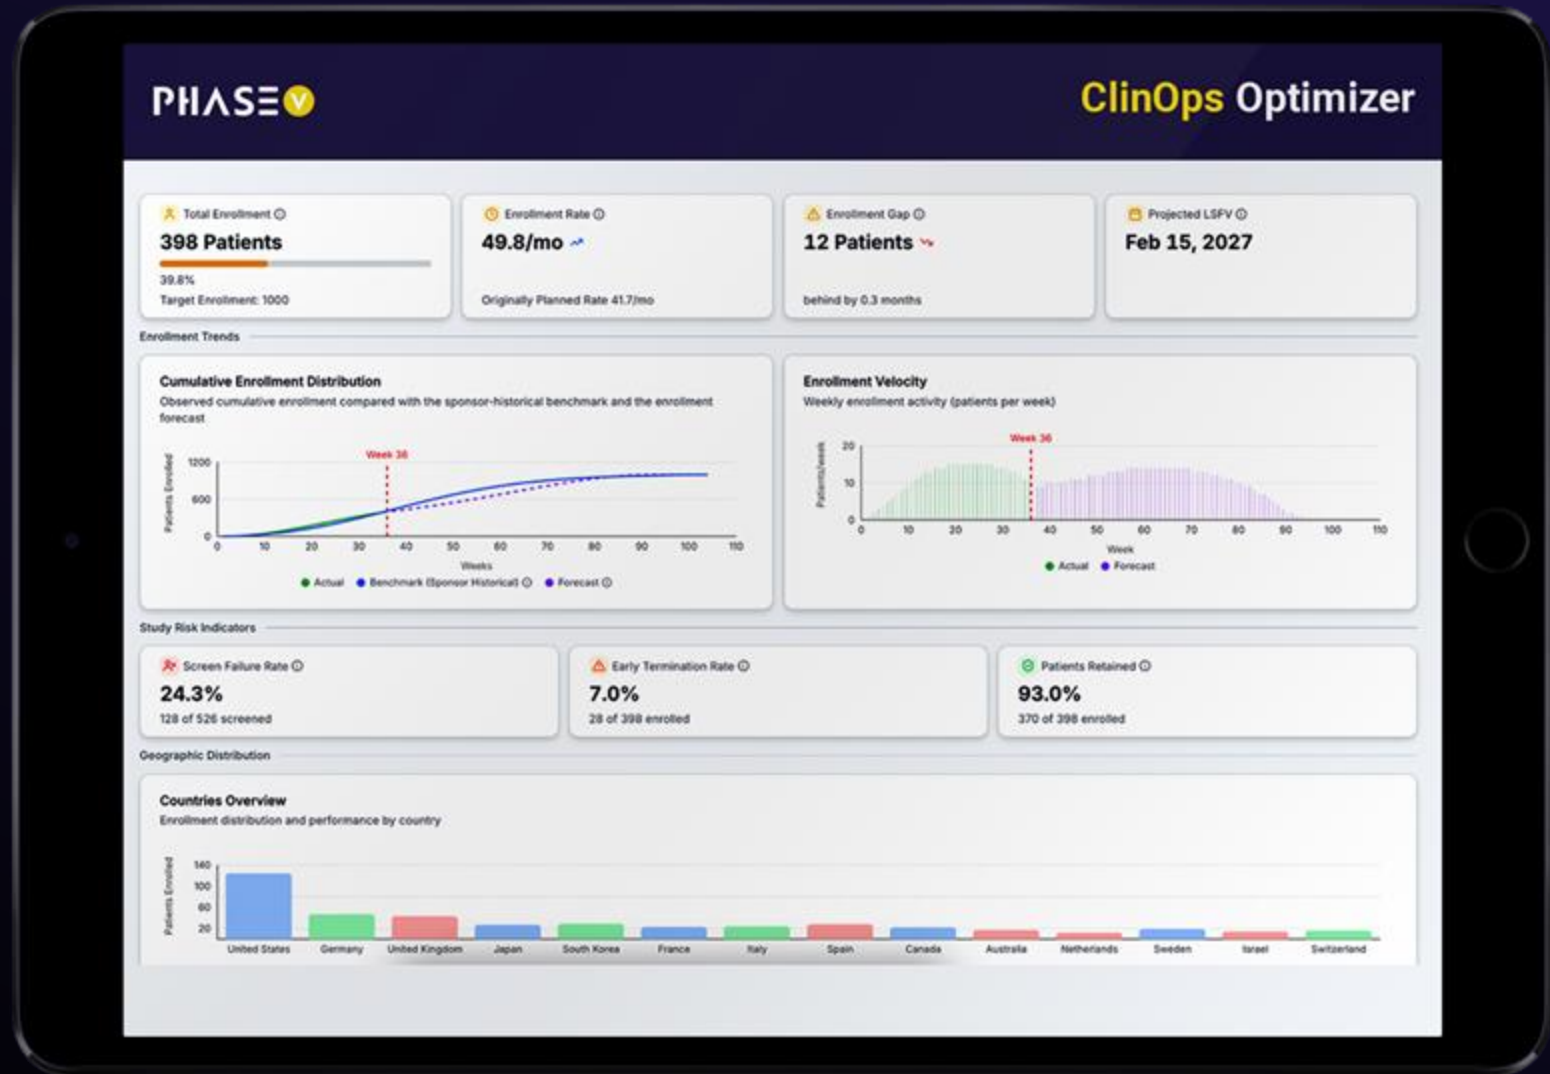 PHASEV
ClinOps Optimizer
Total Enrollment
398 Patients
39.8%
Target Enrollment: 1000
Enrollment Rate
49.8/mo
Originally Planned Rate 41.7/mo
Enrollment Gap
12 Patients
behind by 0.3 months
Projected LSFV
Feb 15, 2027
Enrollment Trends
Cumulative Enrollment Distribution
Observed cumulative enrollment compared with the sponsor-historical benchmark and the enrollment
forecast
Patients Enrolled
1200
600
0
Week 36
0 10 20 30 40 50 60 70 80 90 100 110
Weeks
Actual Benchmark (Sponsor Historical) Forecast
Enrollment Velocity
Weekly enrollment activity (patients per week)
Patients/week
20
10
0
Week 36
0 10 20 30 40 50 60 70 80 90 100 110
Week
Actual Forecast
Study Risk Indicators
Screen Failure Rate
24.3%
128 of 526 screened
Early Termination Rate
7.0%
28 of 398 enrolled
Patients Retained
93.0%
370 of 398 enrolled
Geographic Distribution
Countries Overview
Enrollment distribution and performance by country
Patients Enrolled
140
100
60
20
United States Germany United Kingdom Japan South Korea France Italy Spain Canada Australia Netherlands Sweden Israel Switzerland